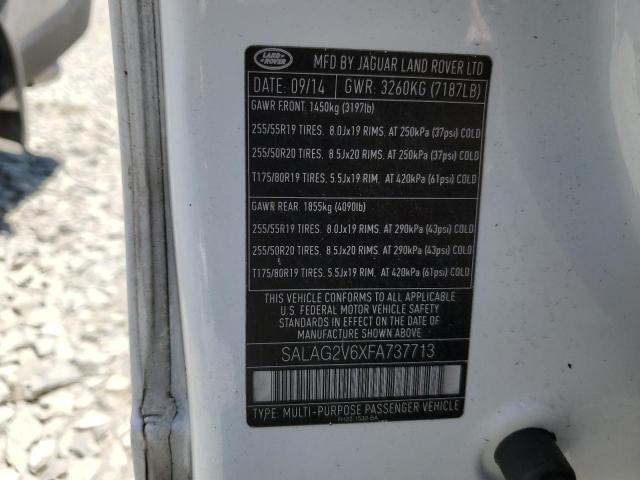 LAND-
ROVER
MFD BY JAGUAR LAND ROVER LTD
DATE: 09/14 GWR: 3260KG (7187LB)
GAWR FRONT: 1450kg (3197lb)
255/55R19 TIRES. 8.0Jx19 RIMS. AT 250kPa (37psi) COLD
255/50R20 TIRES. 8.5Jx20 RIMS. AT 250kPa (37psi) COLD
T175/80R19 TIRES. 5.5Jx19 RIM. AT 420kPa (61psi) COLD
GAWR REAR: 1855kg (4090lb)
255/55R19 TIRES. 8.0Jx19 RIMS. AT 290kPa (43psi) COLD
255/50R20 TIRES. 8.5Jx20 RIMS. AT 290kPa (43psi) COLD
T175/80R19 TIRES. 5.5Jx19 RIM. AT 420kPa (61psi) COLD
THIS VEHICLE CONFORMS TO ALL APPLICABLE
U.S. FEDERAL MOTOR VEHICLE SAFETY
STANDARDS IN EFFECT ON THE DATE OF
MANUFACTURE SHOWN ABOVE
SALAG2V6XFA737713
TYPE: MULTI-PURPOSE PASSENGER VEHICLE